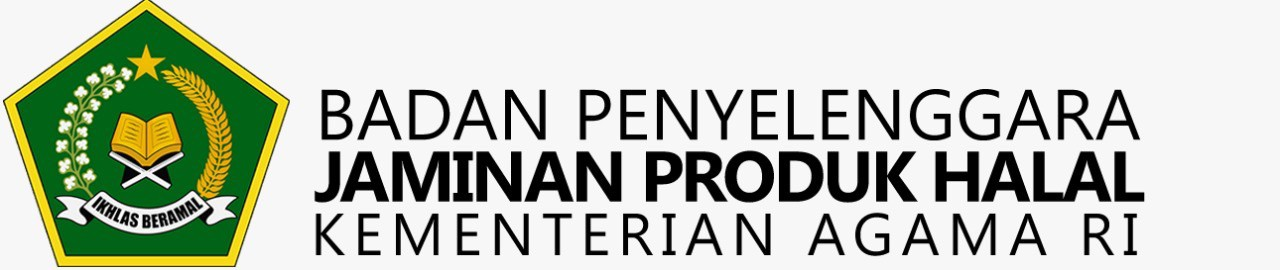 IKHLAS BERAMAL
BADAN PENYELENGGARA
JAMINAN PRODUK HALAL
KEMENTERIAN AGAMA RI